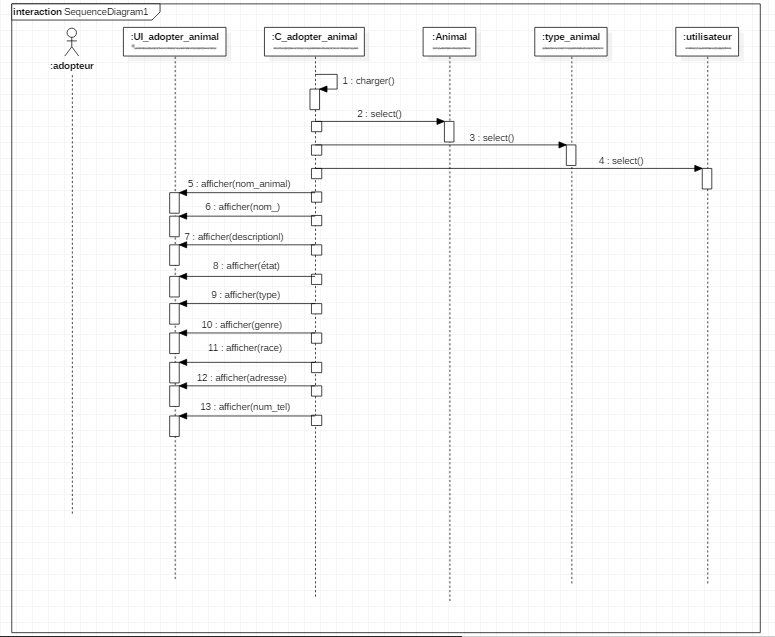 interaction SequenceDiagram1
:UI_adopter_animal
:C_adopter_animal
:Animal
:type_animal
:utilisateur
:adopteur
1 : charger()
2 : select()
3 : select()
4 : select()
5 : afficher(nom_animal)
6 : afficher(nom_)
7 : afficher(descriptionl)
8 : afficher(état)
9 : afficher(type)
10 : afficher(genre)
11 : afficher(race)
12 : afficher(adresse)
13 : afficher(num_tel)